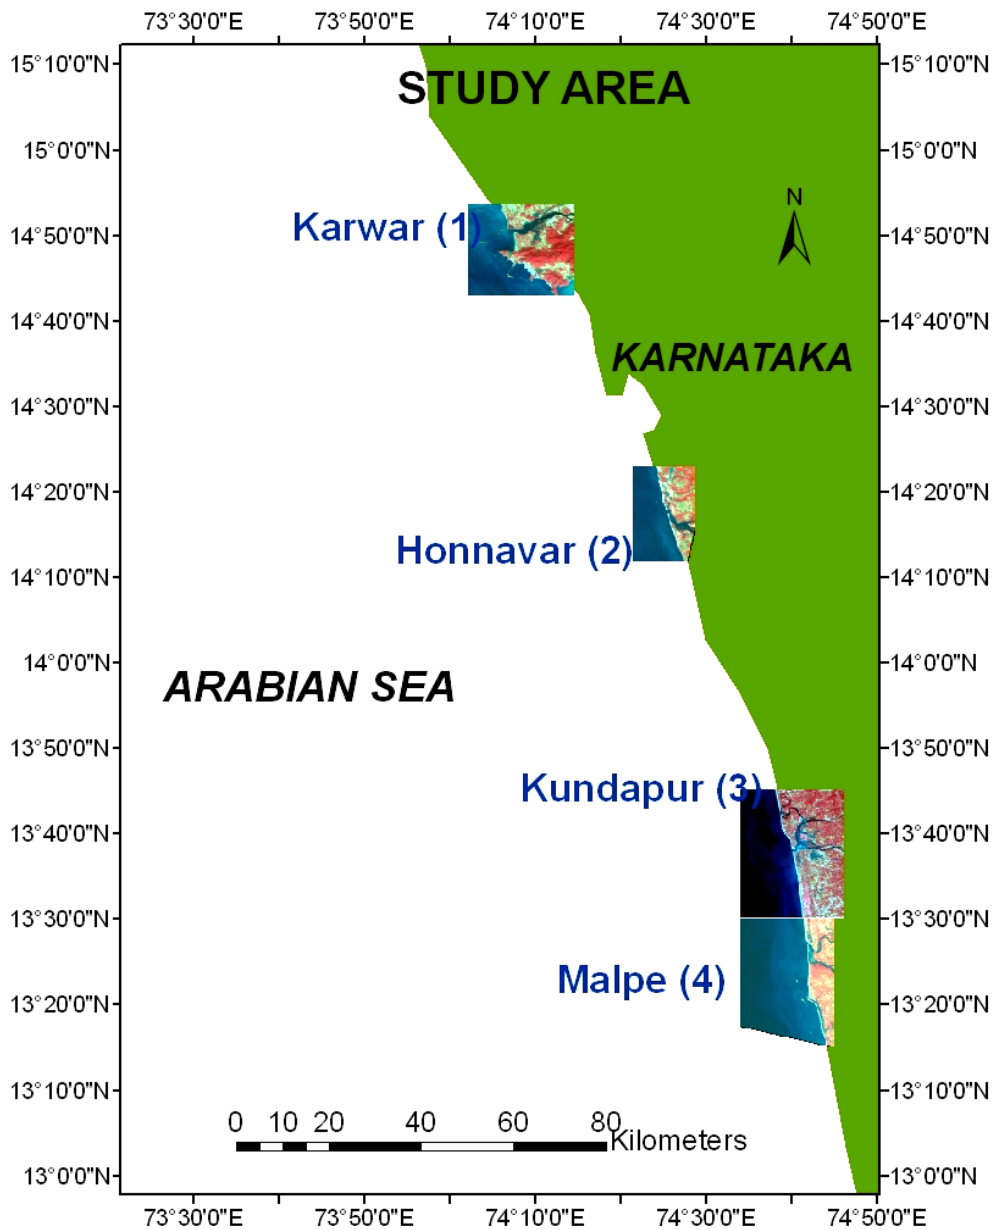 73°30'0"E 73°50'0"E 74°10'0"E 74°30'0"E 74°50'0"E
15°10'0"N 15°10'0"N
STUDY AREA
15°0'0"N 15°0'0"N
N
Karwar (1)
14°50'0"N 14°50'0"N
14°40'0"N 14°40'0"N
KARNATAKA
14°30'0"N 14°30'0"N
14°20'0"N 14°20'0"N
Honnavar (2)
14°10'0"N 14°10'0"N
14°0'0"N 14°0'0"N
ARABIAN SEA
13°50'0"N 13°50'0"N
Kundapur (3)
13°40'0"N 13°40'0"N
13°30'0"N 13°30'0"N
Malpe (4)
13°20'0"N 13°20'0"N
13°10'0"N 13°10'0"N
0 10 20 40 60 80
Kilometers
13°0'0"N 13°0'0"N
73°30'0"E 73°50'0"E 74°10'0"E 74°30'0"E 74°50'0"E